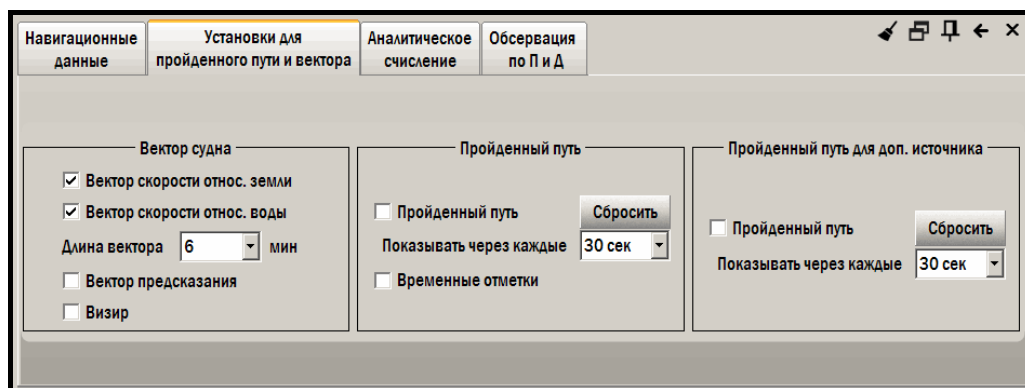 Навигационные данные
Установки для пройденного пути и вектора
Аналитическое счисление
Обсервация по П и Д
Вектор судна
Вектор скорости относ. земли
Вектор скорости относ. воды
Длина вектора 6 мин
Вектор предсказания
Визир
Пройденный путь
Пройденный путь Сбросить
Показывать через каждые 30 сек
Временные отметки
Пройденный путь для доп. источника
Пройденный путь Сбросить
Показывать через каждые 30 сек